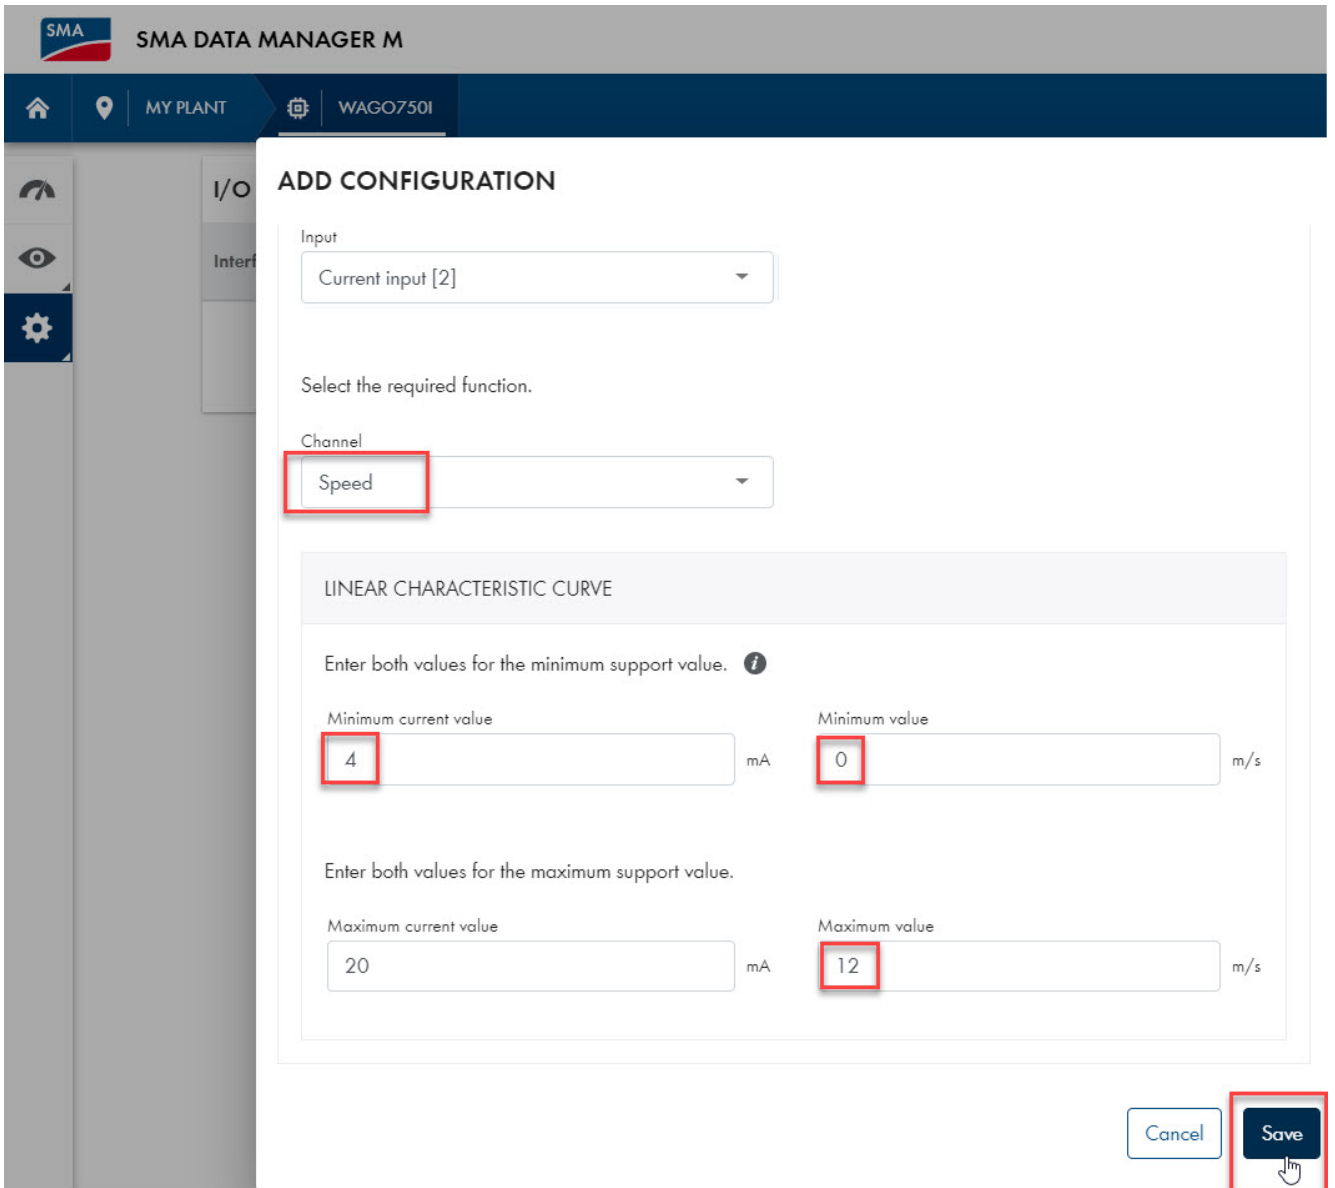 SMA
SMA DATA MANAGER M
MY PLANT
WAGO750I
I/O
ADD CONFIGURATION
Input
Interf
Current input [2]
Select the required function.
Channel
Speed
LINEAR CHARACTERISTIC CURVE
Enter both values for the minimum support value. i
Minimum current value
Minimum value
4 mA
0 m/s
Enter both values for the maximum support value.
Maximum current value
Maximum value
20 mA
12 m/s
Cancel
Save